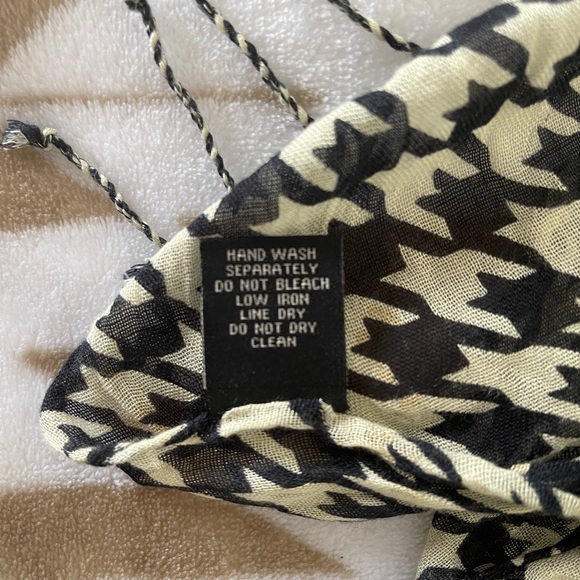 HAND WASH
SEPARATELY
DO NOT BLEACH
LOW IRON
LINE DRY
DO NOT DRY
CLEAN